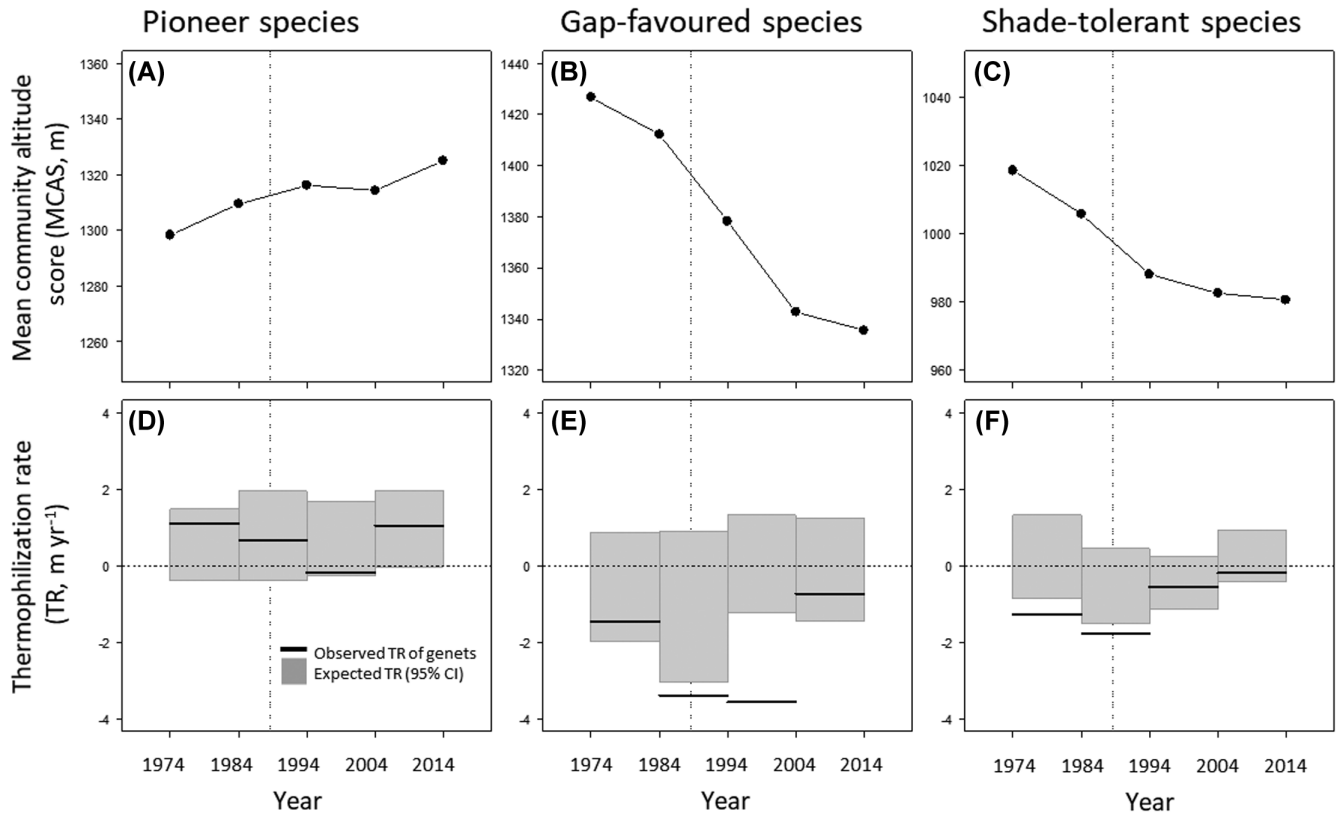 Pioneer species
Gap-favoured species
Shade-tolerant species
Mean community altitude
score (MCAS, m)
(A)
1360
1340
1320
1300
1280
1260
(B)
1440
1420
1400
1380
1360
1340
1320
(C)
1040
1020
1000
980
960
Thermophilization rate
(TR, m yr⁻¹)
(D)
4
2
0
-2
-4
Observed TR of genets
Expected TR (95% CI)
(E)
4
2
0
-2
-4
(F)
4
2
0
-2
-4
1974 1984 1994 2004 2014
1974 1984 1994 2004 2014
1974 1984 1994 2004 2014
Year
Year
Year